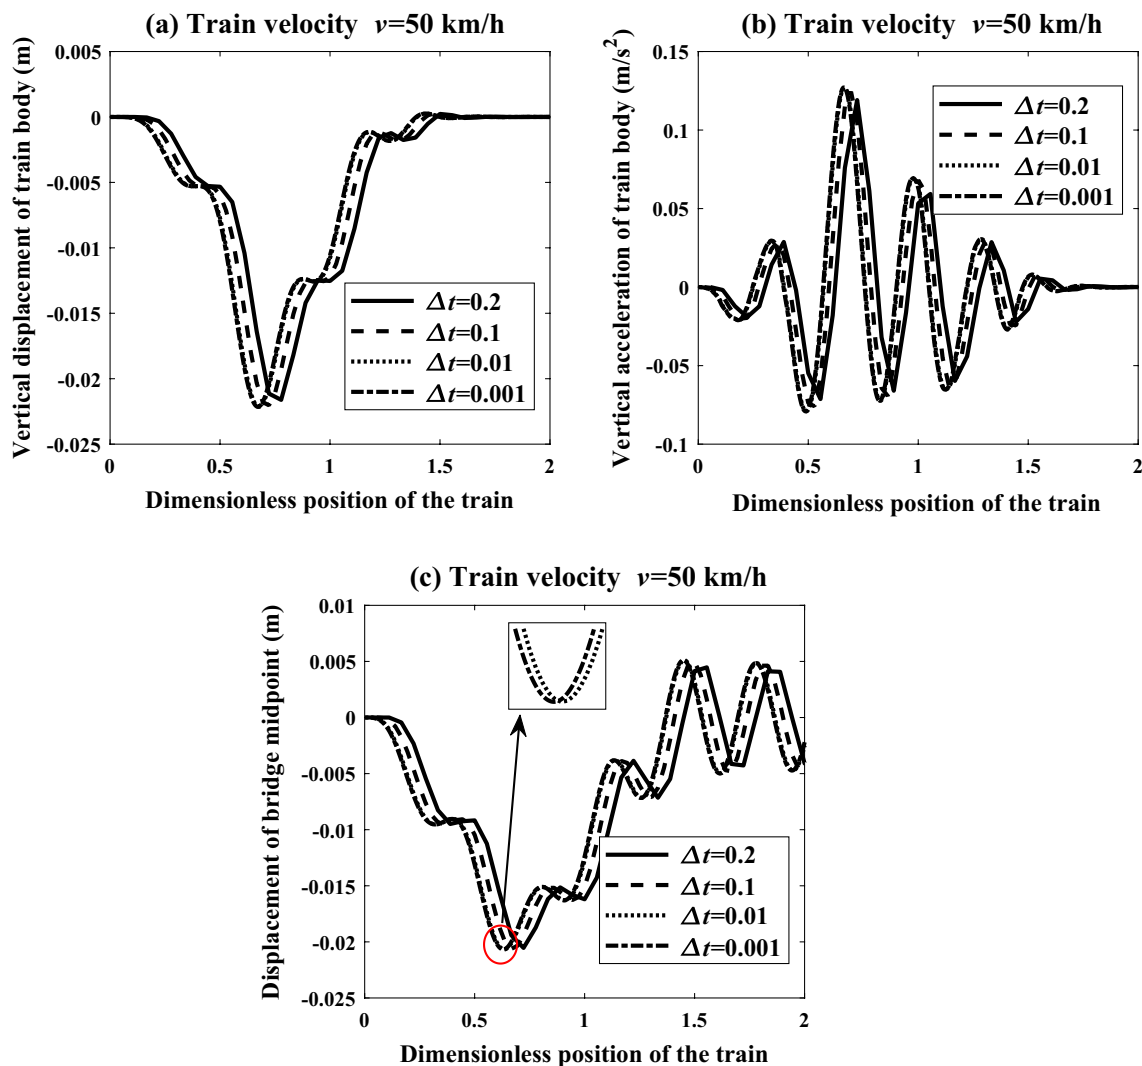 (a) Train velocity v=50 km/h
Vertical displacement of train body (m)
0.005
0
-0.005
-0.01
-0.015
-0.02
-0.025
0 0.5 1 1.5 2
Dimensionless position of the train
Δt=0.2
Δt=0.1
Δt=0.01
Δt=0.001
(b) Train velocity v=50 km/h
Vertical acceleration of train body (m/s²)
0.15
0.1
0.05
0
-0.05
-0.1
0 0.5 1 1.5 2
Dimensionless position of the train
Δt=0.2
Δt=0.1
Δt=0.01
Δt=0.001
(c) Train velocity v=50 km/h
Displacement of bridge midpoint (m)
0.01
0.005
0
-0.005
-0.01
-0.015
-0.02
-0.025
0 0.5 1 1.5 2
Dimensionless position of the train
Δt=0.2
Δt=0.1
Δt=0.01
Δt=0.001